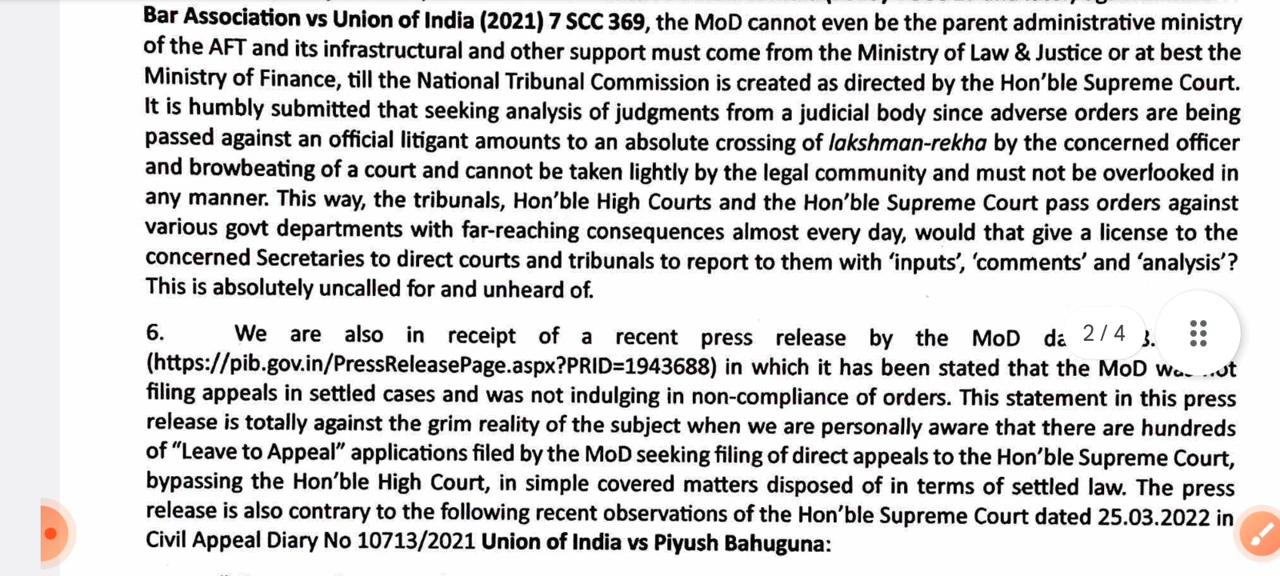 Bar Association vs Union of India (2021) 7 SCC 369, the MoD cannot even be the parent administrative ministry
of the AFT and its infrastructural and other support must come from the Ministry of Law & Justice or at best the
Ministry of Finance, till the National Tribunal Commission is created as directed by the Hon’ble Supreme Court.
It is humbly submitted that seeking analysis of judgments from a judicial body since adverse orders are being
passed against an official litigant amounts to an absolute crossing of lakshman-rekha by the concerned officer
and browbeating of a court and cannot be taken lightly by the legal community and must not be overlooked in
any manner. This way, the tribunals, Hon’ble High Courts and the Hon’ble Supreme Court pass orders against
various govt departments with far-reaching consequences almost every day, would that give a license to the
concerned Secretaries to direct courts and tribunals to report to them with ‘inputs’, ‘comments’ and ‘analysis’?
This is absolutely uncalled for and unheard of.
6. We are also in receipt of a recent press release by the MoD 2 / 4
(https://pib.gov.in/PressReleasePage.aspx?PRID=1943688) in which it has been stated that the MoD
filing appeals in settled cases and was not indulging in non-compliance of orders. This statement in this press
release is totally against the grim reality of the subject when we are personally aware that there are hundreds
of “Leave to Appeal” applications filed by the MoD seeking filing of direct appeals to the Hon’ble Supreme Court,
bypassing the Hon’ble High Court, in simple covered matters disposed of in terms of settled law. The press
release is also contrary to the following recent observations of the Hon’ble Supreme Court dated 25.03.2022 in
Civil Appeal Diary No 10713/2021 Union of India vs Piyush Bahuguna: